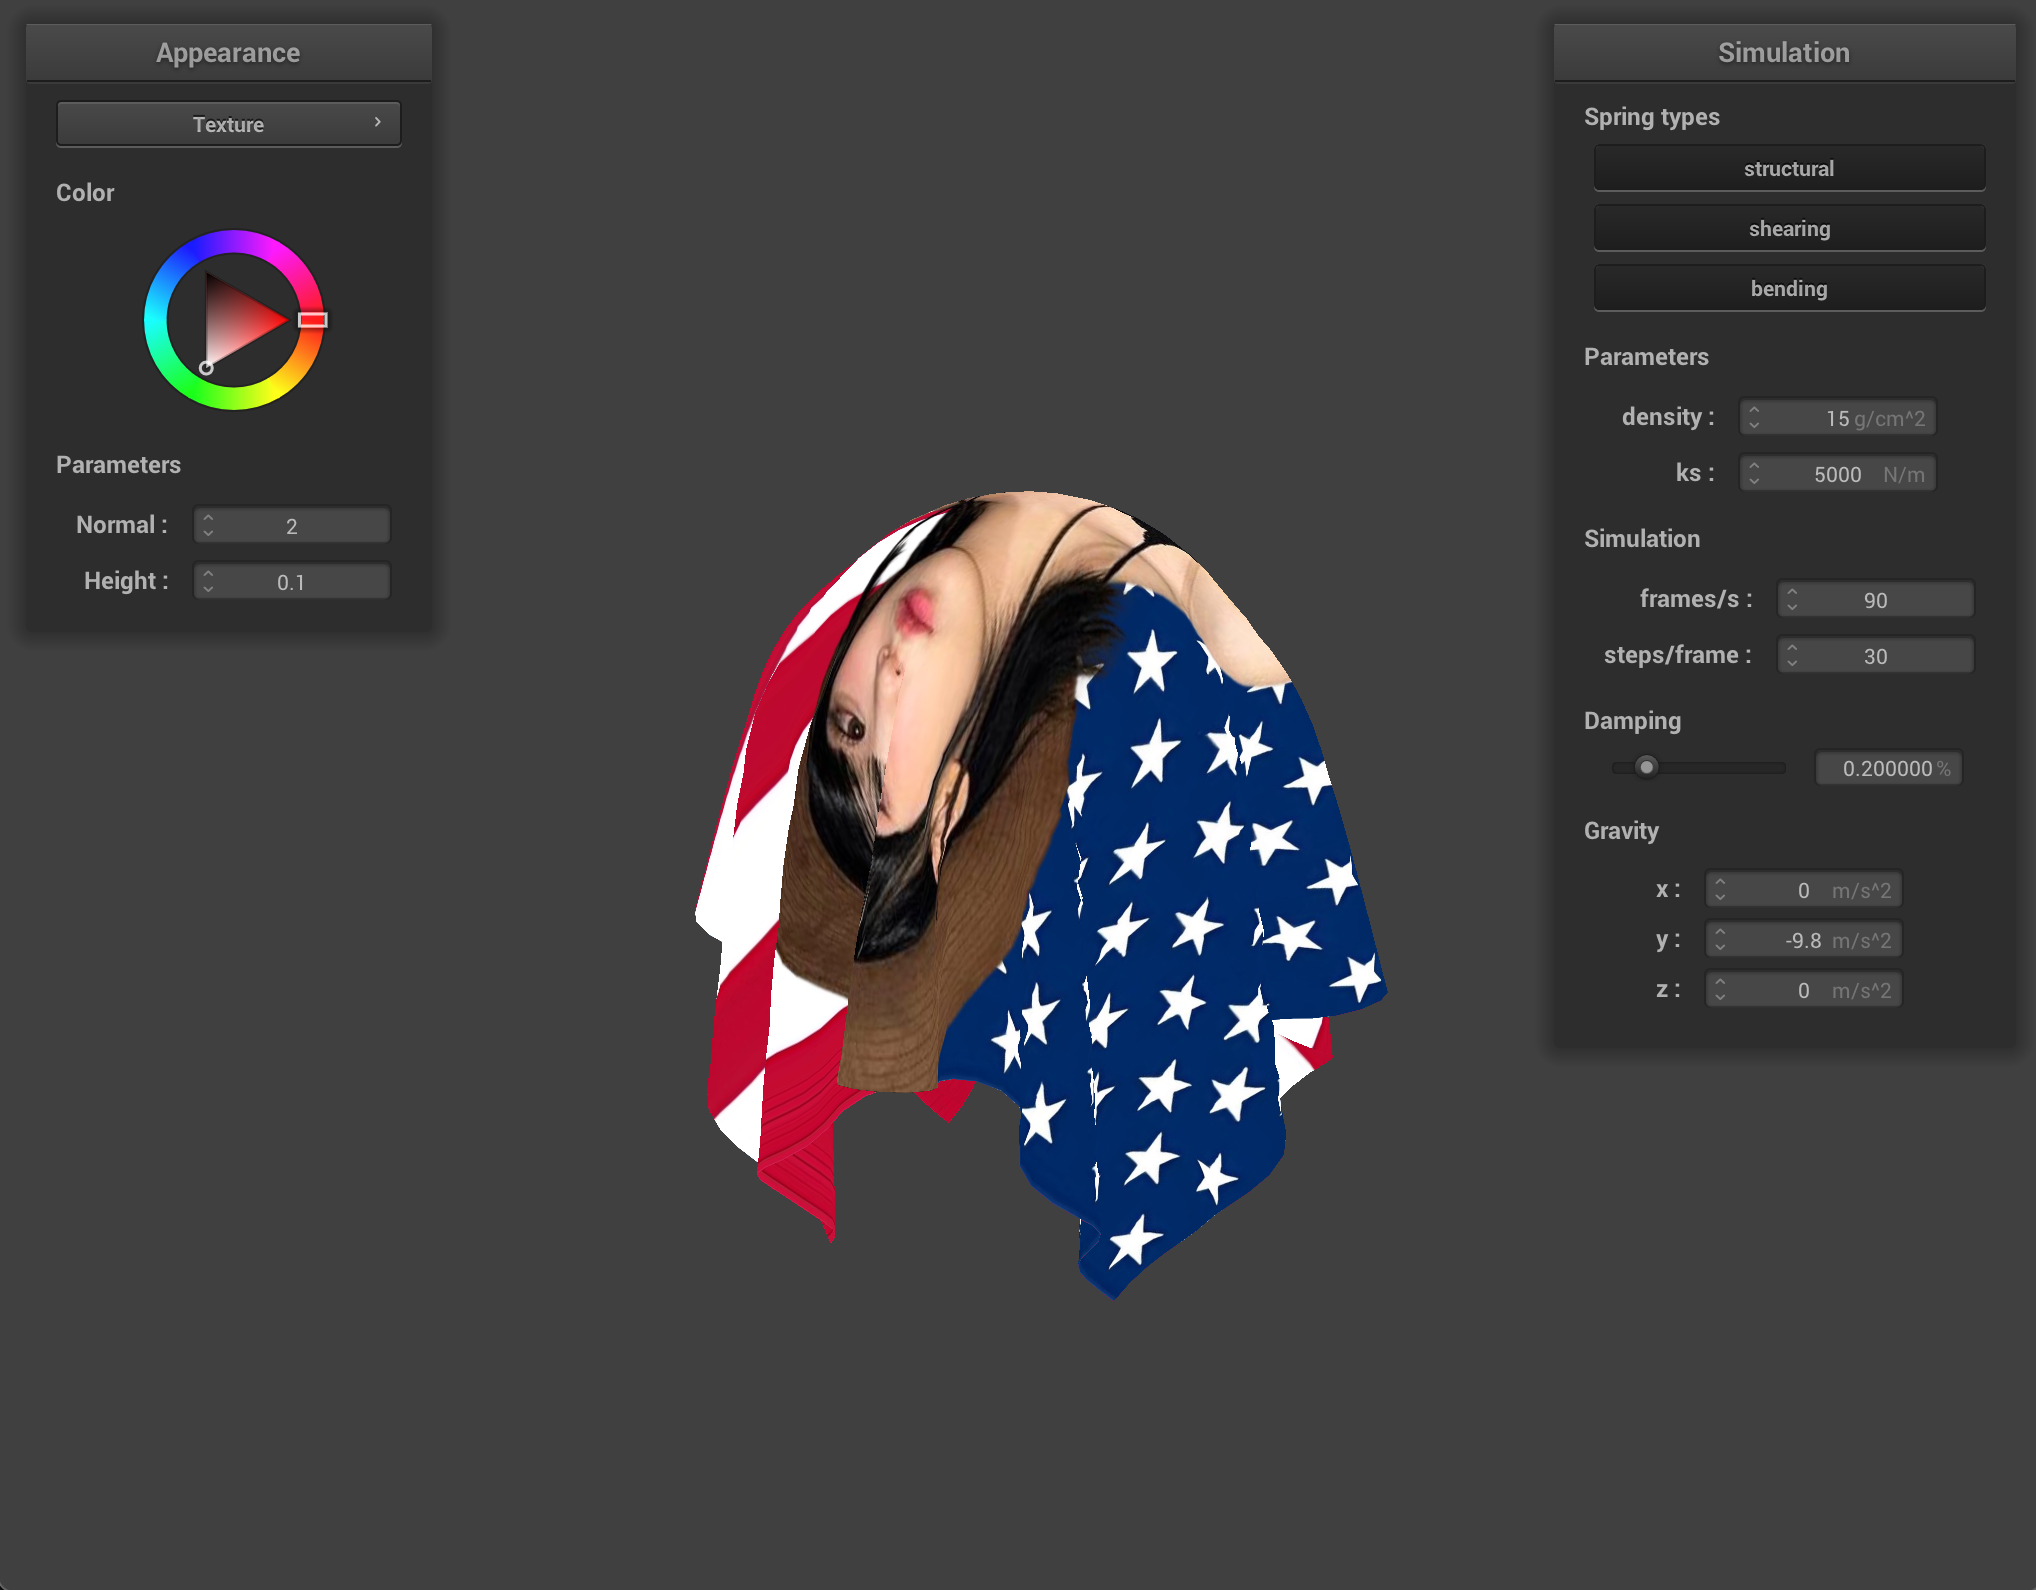 Appearance
Texture
Color
Parameters
Normal : 2
Height : 0.1
Simulation
Spring types
structural
shearing
bending
Parameters
density : 15 g/cm^2
ks : 5000 N/m
Simulation
frames/s : 90
steps/frame : 30
Damping
0.200000 %
Gravity
x : 0 m/s^2
y : -9.8 m/s^2
z : 0 m/s^2